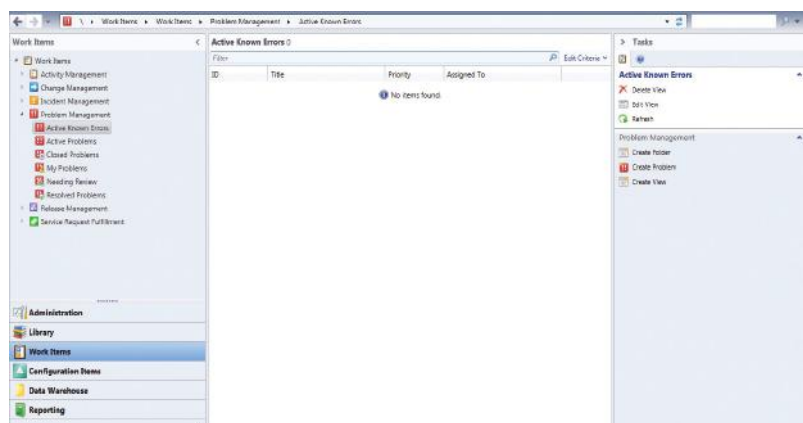 \ ▸ Work Items ▸ Work Items ▸ Problem Management ▸ Active Known Errors
Work Items
Work Items
Activity Management
Change Management
Incident Management
Problem Management
Active Known Errors
Active Problems
Closed Problems
My Problems
Needing Review
Resolved Problems
Release Management
Service Request Fulfillment
Administration
Library
Work Items
Configuration Items
Data Warehouse
Reporting
Active Known Errors 0
Filter
Edit Criteria
ID Title Priority Assigned To
No items found.
Tasks
Active Known Errors
Delete View
Edit View
Refresh
Problem Management
Create Folder
Create Problem
Create View